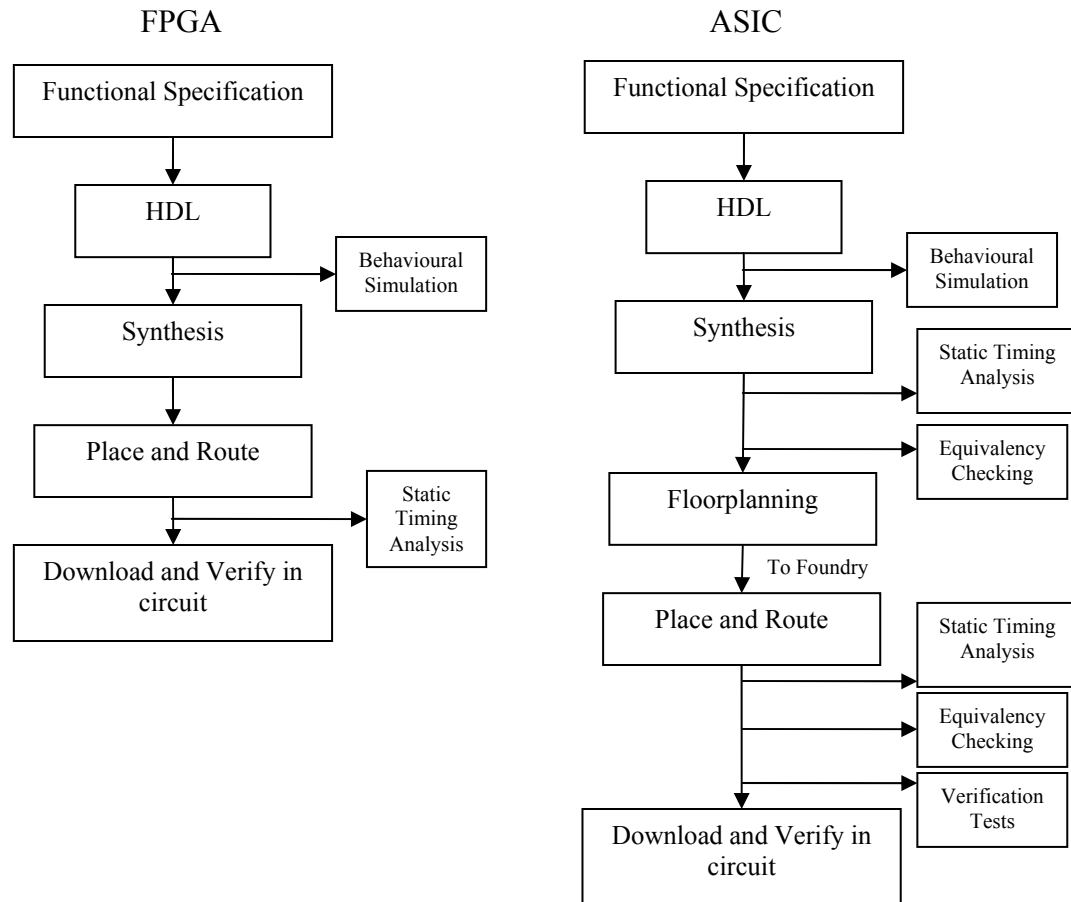 FPGA
Functional Specification
HDL
Behavioural
Simulation
Synthesis
Place and Route
Static
Timing
Analysis
Download and Verify in
circuit
ASIC
Functional Specification
HDL
Behavioural
Simulation
Synthesis
Static Timing
Analysis
Equivalency
Checking
Floorplanning
To Foundry
Place and Route
Static Timing
Analysis
Equivalency
Checking
Verification
Tests
Download and Verify in
circuit